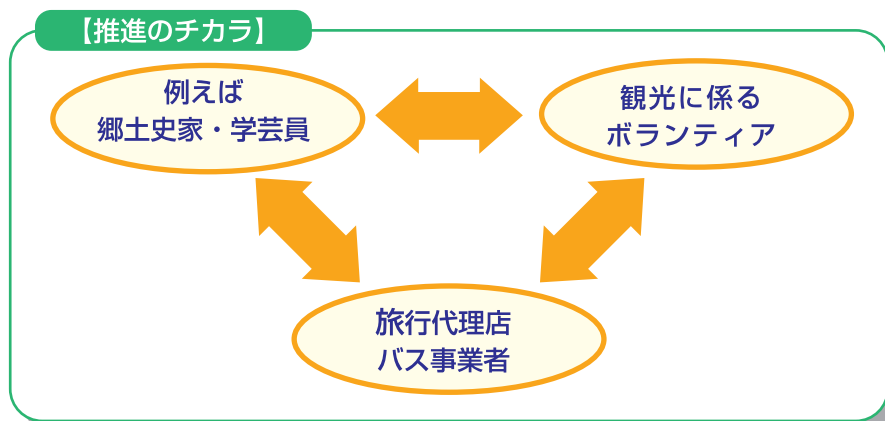 【推進のチカラ】
例えば
郷土史家・学芸員
観光に係る
ボランティア
旅行代理店
バス事業者